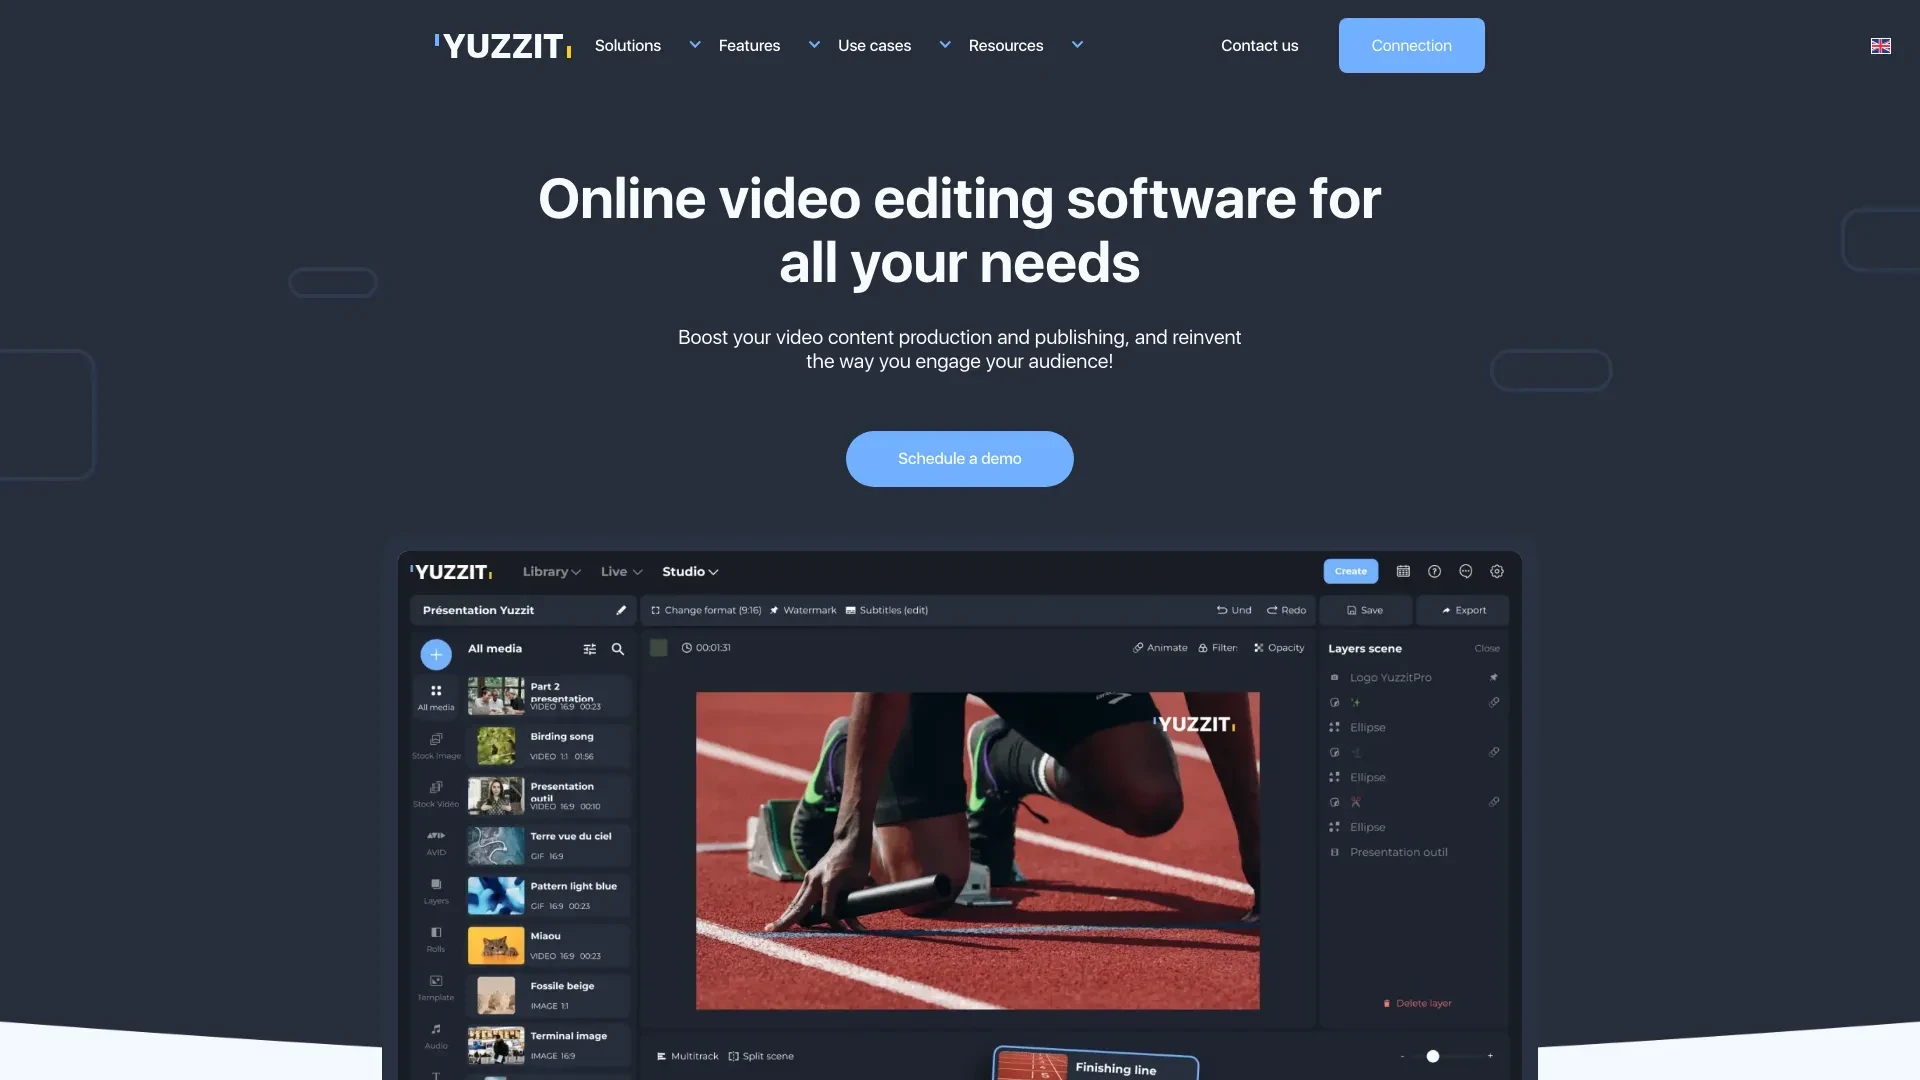 YUZZIT Solutions Features Use cases Resources Contact us Connection
Online video editing software for
all your needs
Boost your video content production and publishing, and reinvent
the way you engage your audience!
Schedule a demo
YUZZIT Library Live Studio Create
Présentation Yuzzit
Change format (9:16) Watermark Subtitles (edit) Und Redo Save Export
All media
00:01:31 Animate Filter: Opacity
Layers scene Close
All media
Stock Image
Stock Video
AVID
AVID
Layers
Rolls
Template
Audio
T
Part 2
presentation
VIDEO 16:9 00:23
Birding song
VIDEO 1:1 01:56
Presentation
outil
VIDEO 16:9 00:10
Terre vue du ciel
GIF 16:9
Pattern light blue
GIF 16:9 00:23
Miaou
VIDEO 16:9 00:23
Fossile beige
IMAGE 1:1
Terminal image
IMAGE 16:9
YUZZIT
Logo YuzzitPro
Ellipse
Ellipse
Ellipse
Presentation outil
Delete layer
Multitrack Split scene - +
5
Finishing line